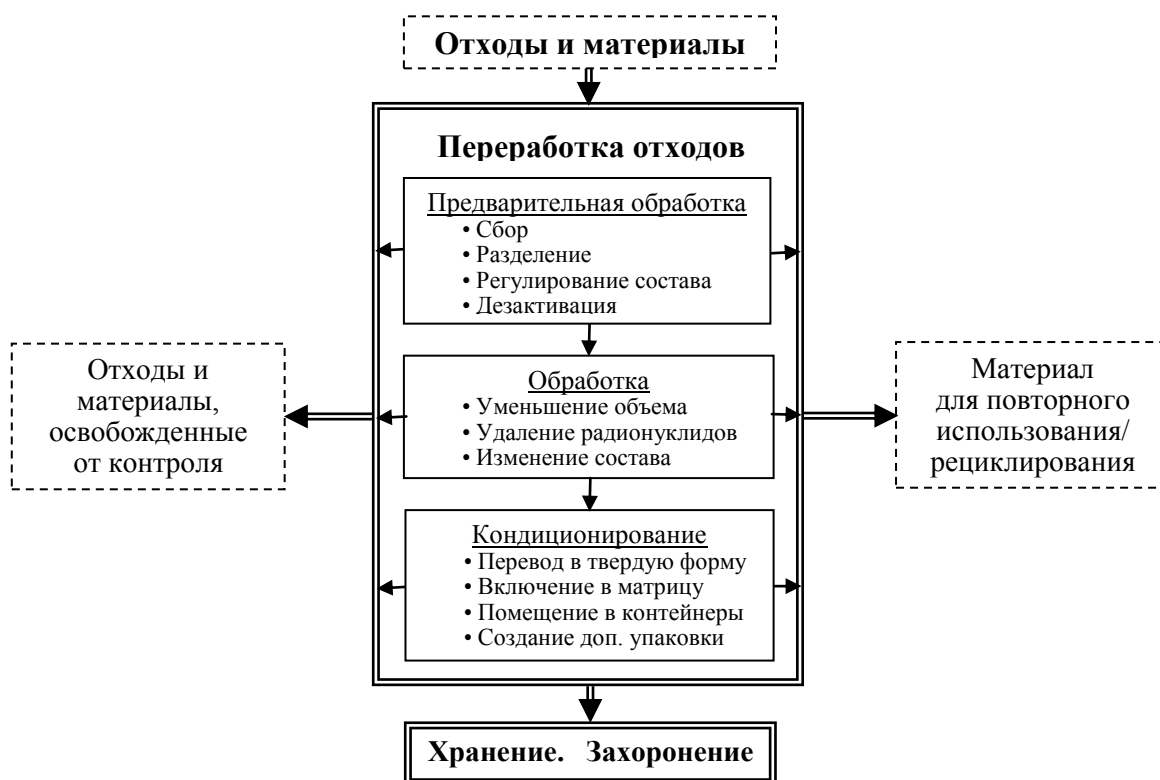 Отходы и материалы
Переработка отходов
Предварительная обработка
• Сбор
• Разделение
• Регулирование состава
• Дезактивация
Отходы и
материалы,
освобожденные
от контроля
Обработка
• Уменьшение объема
• Удаление радионуклидов
• Изменение состава
Материал
для повторного
использования/
рециклирования
Кондиционирование
• Перевод в твердую форму
• Включение в матрицу
• Помещение в контейнеры
• Создание доп. упаковки
Хранение. Захоронение